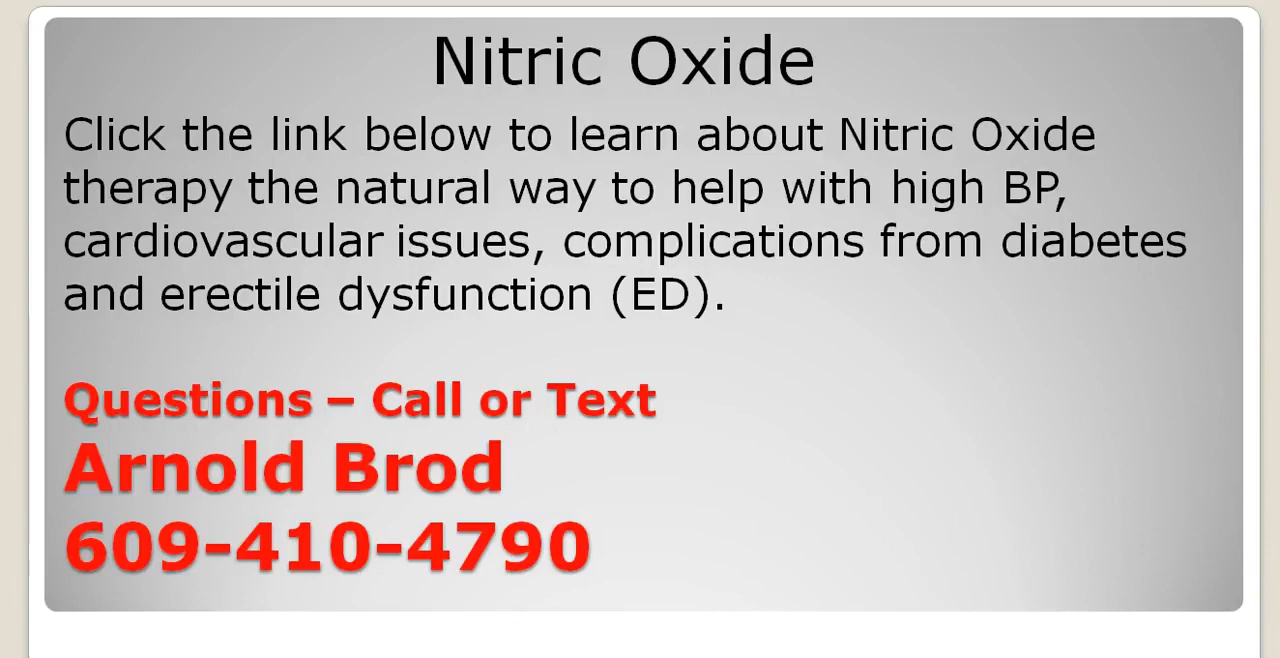 Nitric Oxide
Click the link below to learn about Nitric Oxide
therapy the natural way to help with high BP,
cardiovascular issues, complications from diabetes
and erectile dysfunction (ED).
Questions – Call or Text
Arnold Brod
609-410-4790